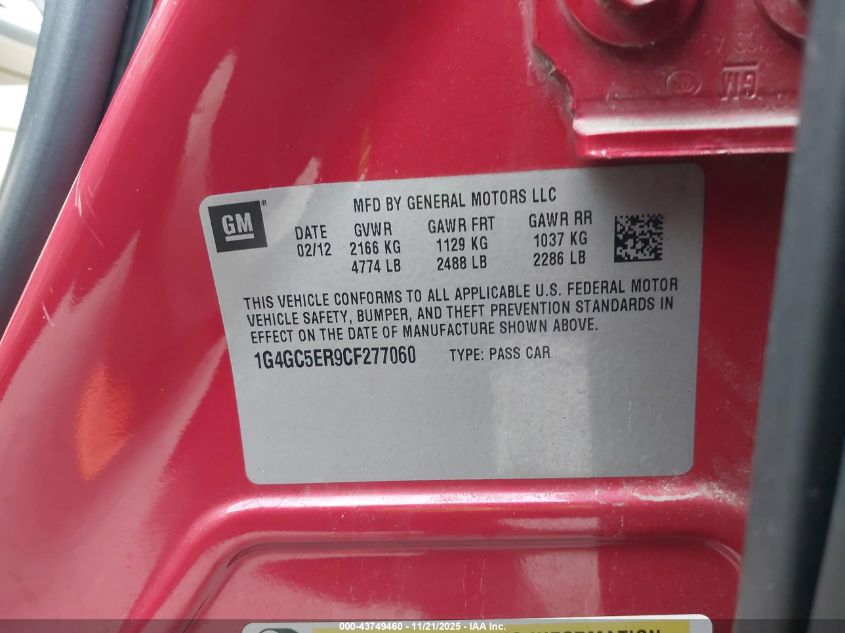 GM
MFD BY GENERAL MOTORS LLC
DATE GVWR GAWR FRT GAWR RR
02/12 2166 KG 1129 KG 1037 KG
4774 LB 2488 LB 2286 LB
THIS VEHICLE CONFORMS TO ALL APPLICABLE U.S. FEDERAL MOTOR
VEHICLE SAFETY, BUMPER, AND THEFT PREVENTION STANDARDS IN
EFFECT ON THE DATE OF MANUFACTURE SHOWN ABOVE.
1G4GC5ER9CF277060 TYPE: PASS CAR
000-43749460 - 11/21/2025 - www.iaai.com